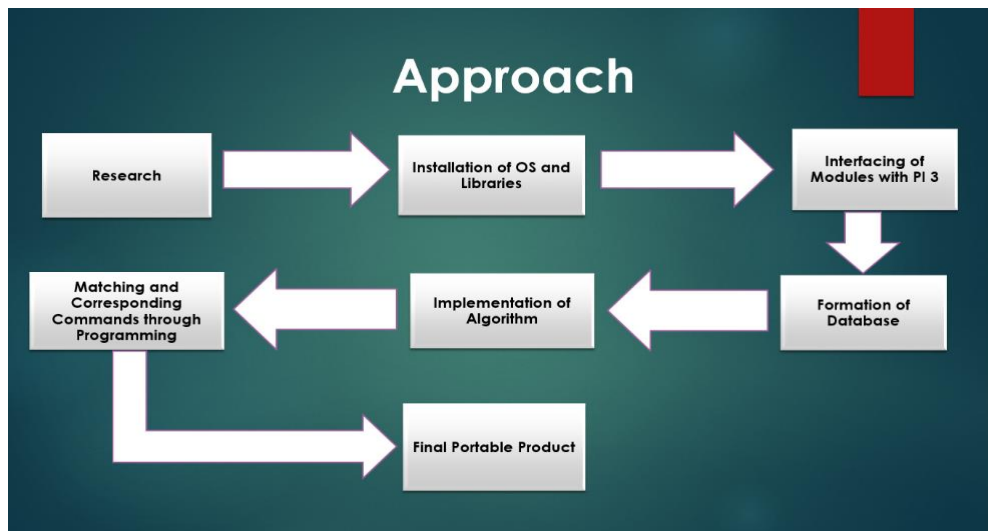 Approach
Research
Installation of OS and
Libraries
Interfacing of
Modules with PI 3
Formation of
Database
Implementation of
Algorithm
Matching and
Corresponding
Commands through
Programming
Final Portable Product